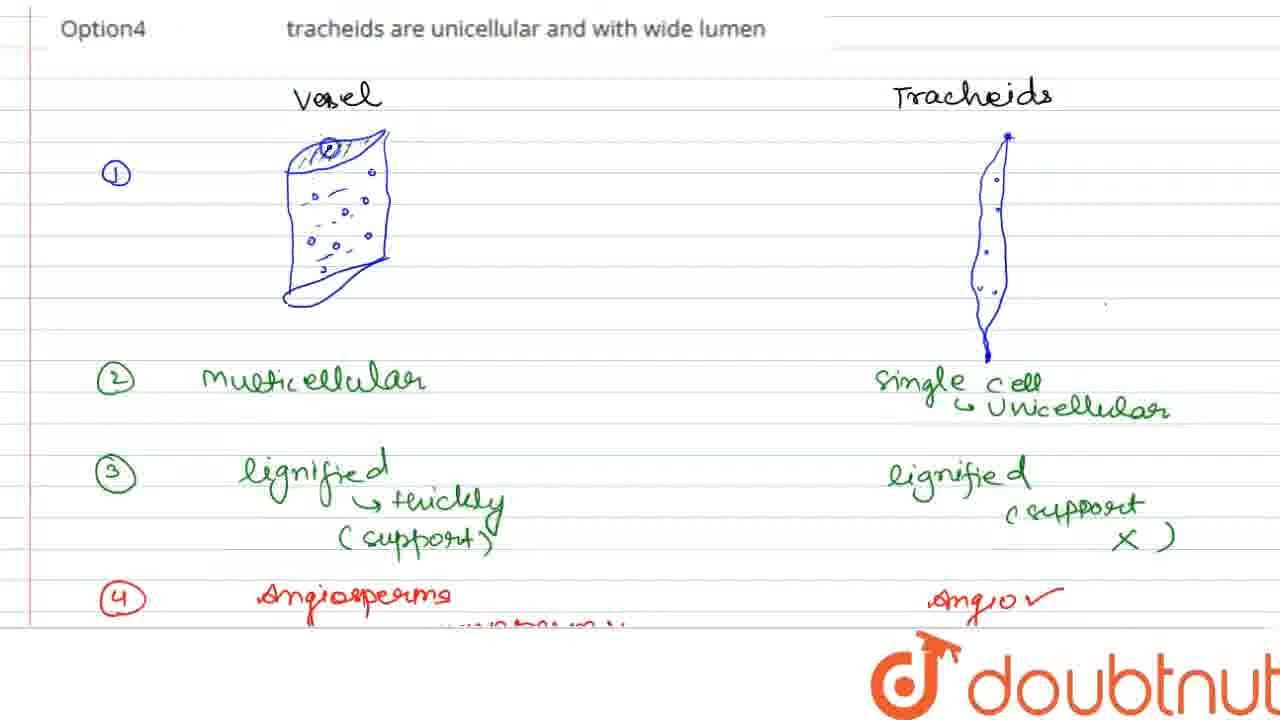 Option4 tracheids are unicellular and with wide lumen
Vessel Tracheids
1
2 Multicellular Single cell
↳ Unicellular
3 lignified lignified
↳ thickly (support
(support) x )
4 Angiosperms Angio ✓
doubtnut